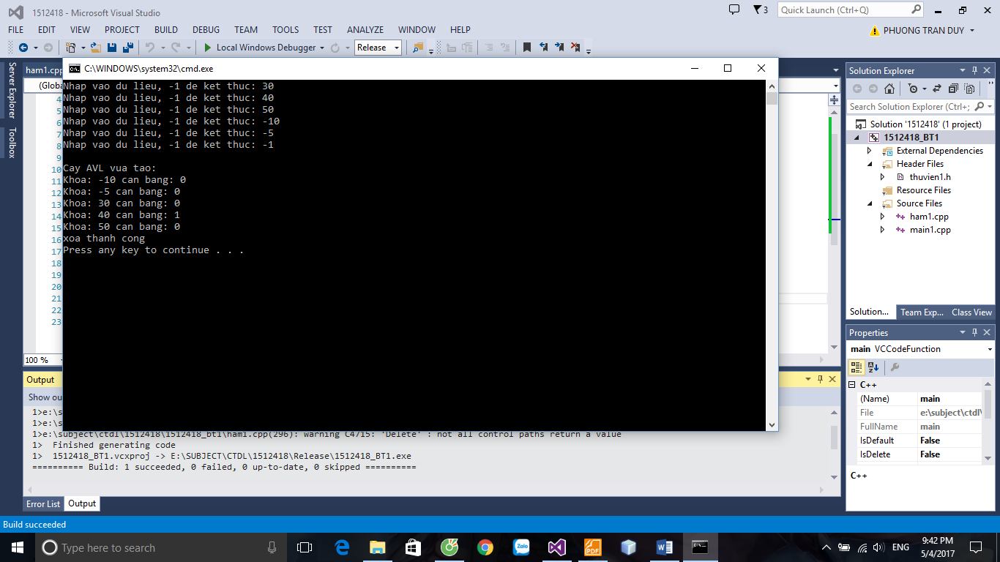 1512418 - Microsoft Visual Studio
3
Quick Launch (Ctrl+Q)
FILE EDIT VIEW PROJECT BUILD DEBUG TEAM TOOLS TEST ANALYZE WINDOW HELP
PHUONG TRAN DUY
Local Windows Debugger Release
Server Explorer
Toolbox
ham1.cpp
(Globa
C:\WINDOWS\system32\cmd.exe
Nhap vao du lieu, -1 de ket thuc: 30
Nhap vao du lieu, -1 de ket thuc: 40
Nhap vao du lieu, -1 de ket thuc: 50
Nhap vao du lieu, -1 de ket thuc: -10
Nhap vao du lieu, -1 de ket thuc: -5
Nhap vao du lieu, -1 de ket thuc: -1
Cay AVL vua tao:
Khoa: -10 can bang: 0
Khoa: -5 can bang: 0
Khoa: 30 can bang: 0
Khoa: 40 can bang: 1
Khoa: 50 can bang: 0
xoa thanh cong
Press any key to continue . . .
4
5
6
7
8
9
10
11
12
13
14
15
16
17
18
19
20
21
22
23
100 %
Solution Explorer
Search Solution Explorer (Ctrl+;
Solution '1512418' (1 project)
1512418_BT1
External Dependencies
Header Files
thuvien1.h
Resource Files
Source Files
ham1.cpp
main1.cpp
Solution... Team Exp... Class View
Properties
main VCCodeFunction
C++
(Name) main
File e:\subject\ctdl\
FullName main
IsDefault False
IsDelete False
C++
Output
Show ou
1>e:\s
1>e:\s
1>e:\subject\ctdl\1512418\1512418_bt1\ham1.cpp(296): warning C4715: 'Delete' : not all control paths return a value
1> Finished generating code
1> 1512418_BT1.vcxproj -> E:\SUBJECT\CTDL\1512418\Release\1512418_BT1.exe
========== Build: 1 succeeded, 0 failed, 0 up-to-date, 0 skipped ==========
Error List Output
Build succeeded
Type here to search
Zalo
PDF
ENG
9:42 PM
5/4/2017